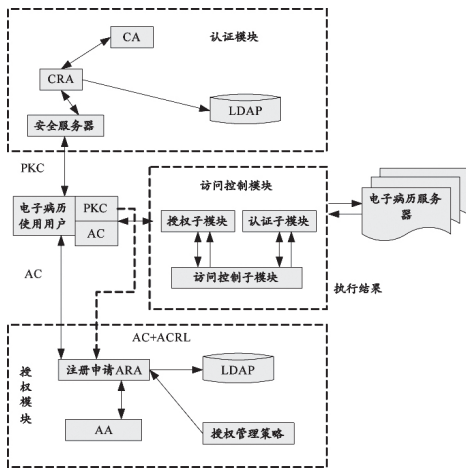 CA
认证模块
CRA
LDAP
安全服务器
PKC
电子病历
使用用户
PKC
AC
访问控制模块
授权子模块
认证子模块
访问控制子模块
电子病历服务
器
执行结果
AC
AC+ACRL
授
权
模
块
注册申请ARA
LDAP
AA
授权管理策略